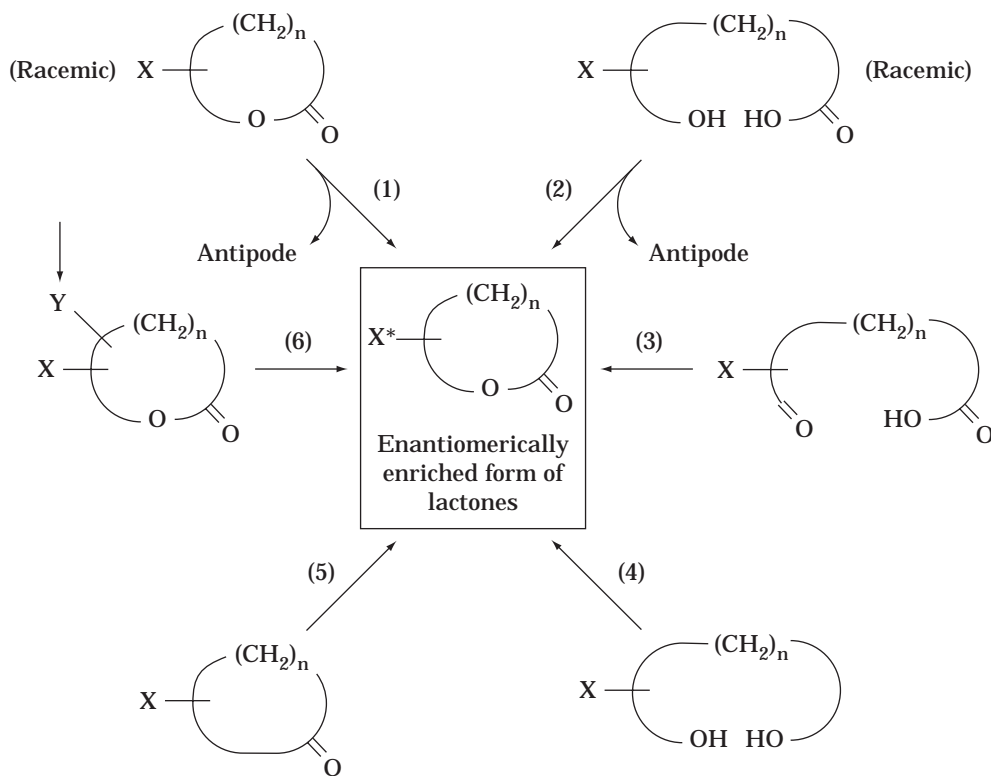 (CH2)n
(Racemic) X
O
O
(CH2)n
X (Racemic)
OH HO
O
(1)
(2)
Antipode
Antipode
Y
(CH2)n
X
O
O
(6)
(CH2)n
X*
O
O
Enantiomerically
enriched form of
lactones
(3)
(CH2)n
X
O
HO
O
(5)
(4)
(CH2)n
X
O
(CH2)n
X
OH HO